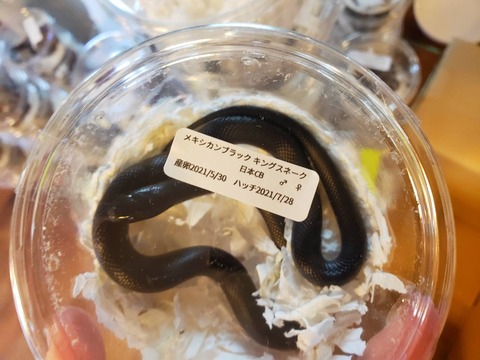 メキシカンブラック キングスネーク
日本CB ♂ ♀
産卵2021/5/30 ハッチ2021/7/28